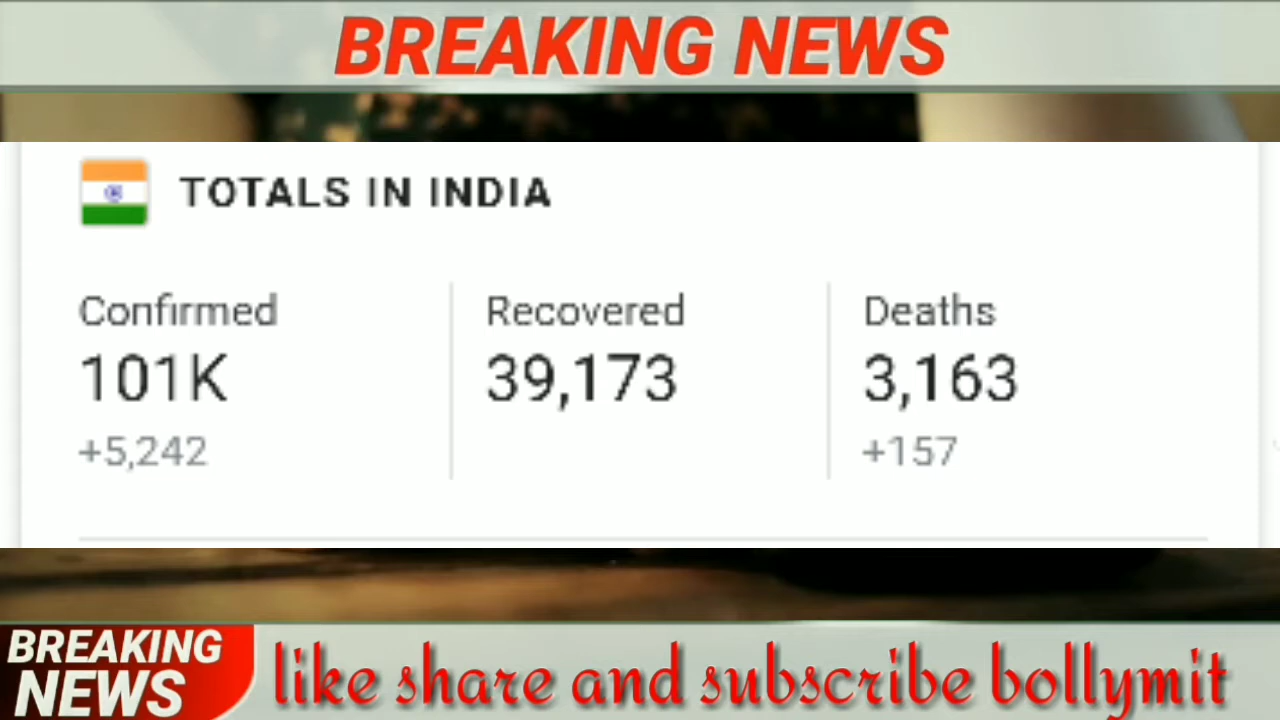 BREAKING NEWS
TOTALS IN INDIA
Confirmed Recovered Deaths
101K 39,173 3,163
+5,242 +157
BREAKING
NEWS
like share and subscribe bollymit